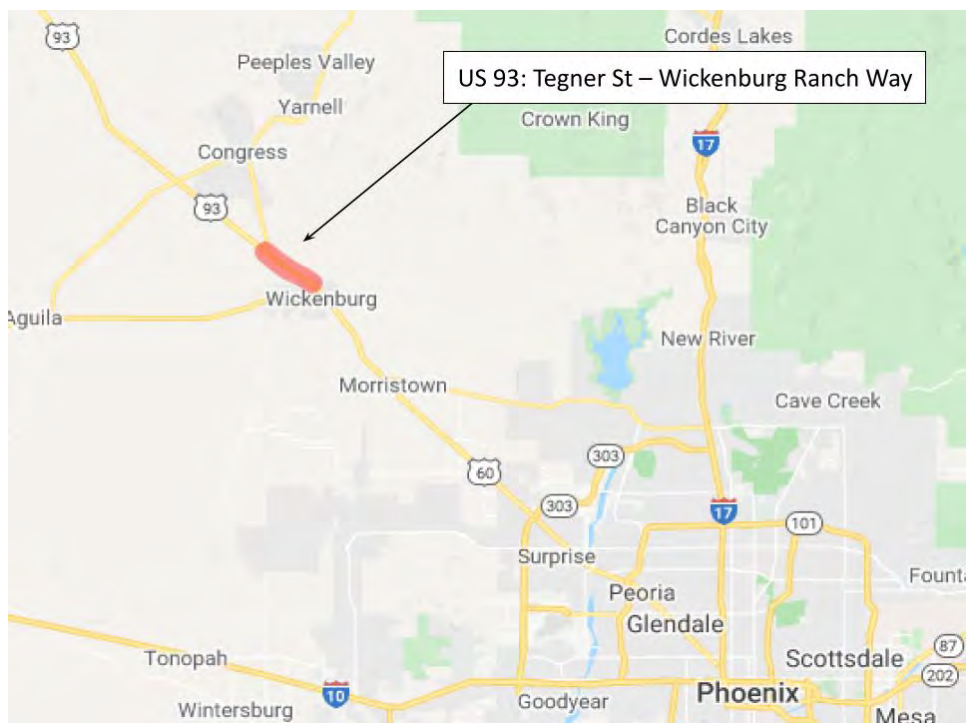 93
Cordes Lakes
Peeples Valley
US 93: Tegner St – Wickenburg Ranch Way
Yarnell
Crown King
17
Congress
93
Black
Canyon City
Wickenburg
Aguila
New River
Morristown
Cave Creek
303
60
303
17
101
Surprise
Peoria
Glendale
Tonopah
Scottsdale
87
202
10
Goodyear
Phoenix
Wintersburg
Mesa
Founta